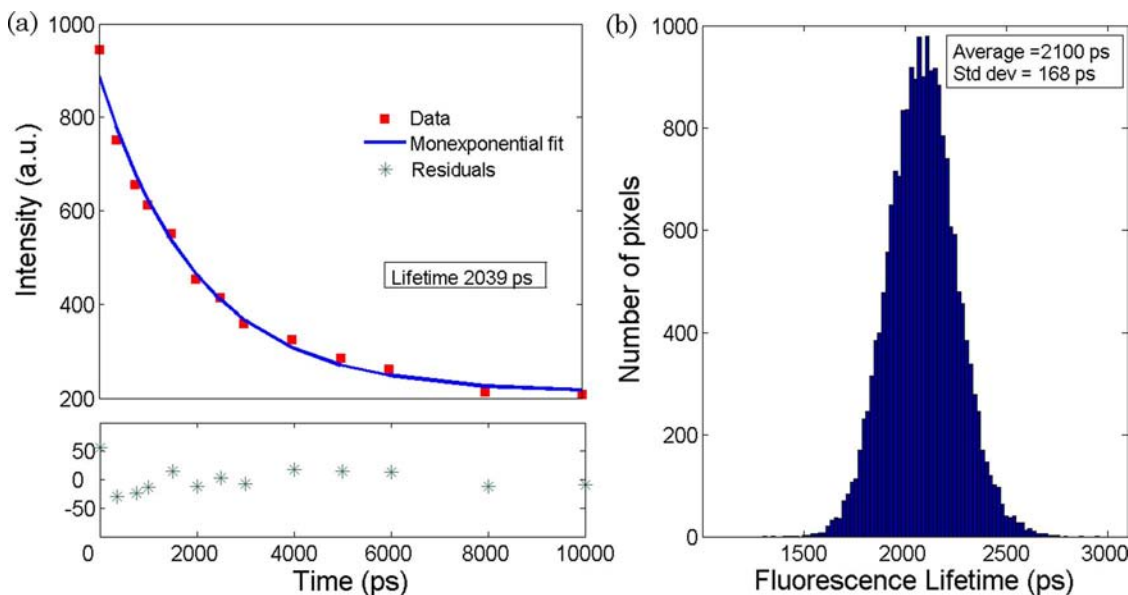 (a)
1000
800
600
400
200
Intensity (a.u.)
Data
Monexponential fit
Residuals
Lifetime 2039 ps
50
0
-50
0 2000 4000 6000 8000 10000
Time (ps)
(b)
1000
800
600
400
200
0
Number of pixels
Average =2100 ps
Std dev = 168 ps
1500 2000 2500 3000
Fluorescence Lifetime (ps)